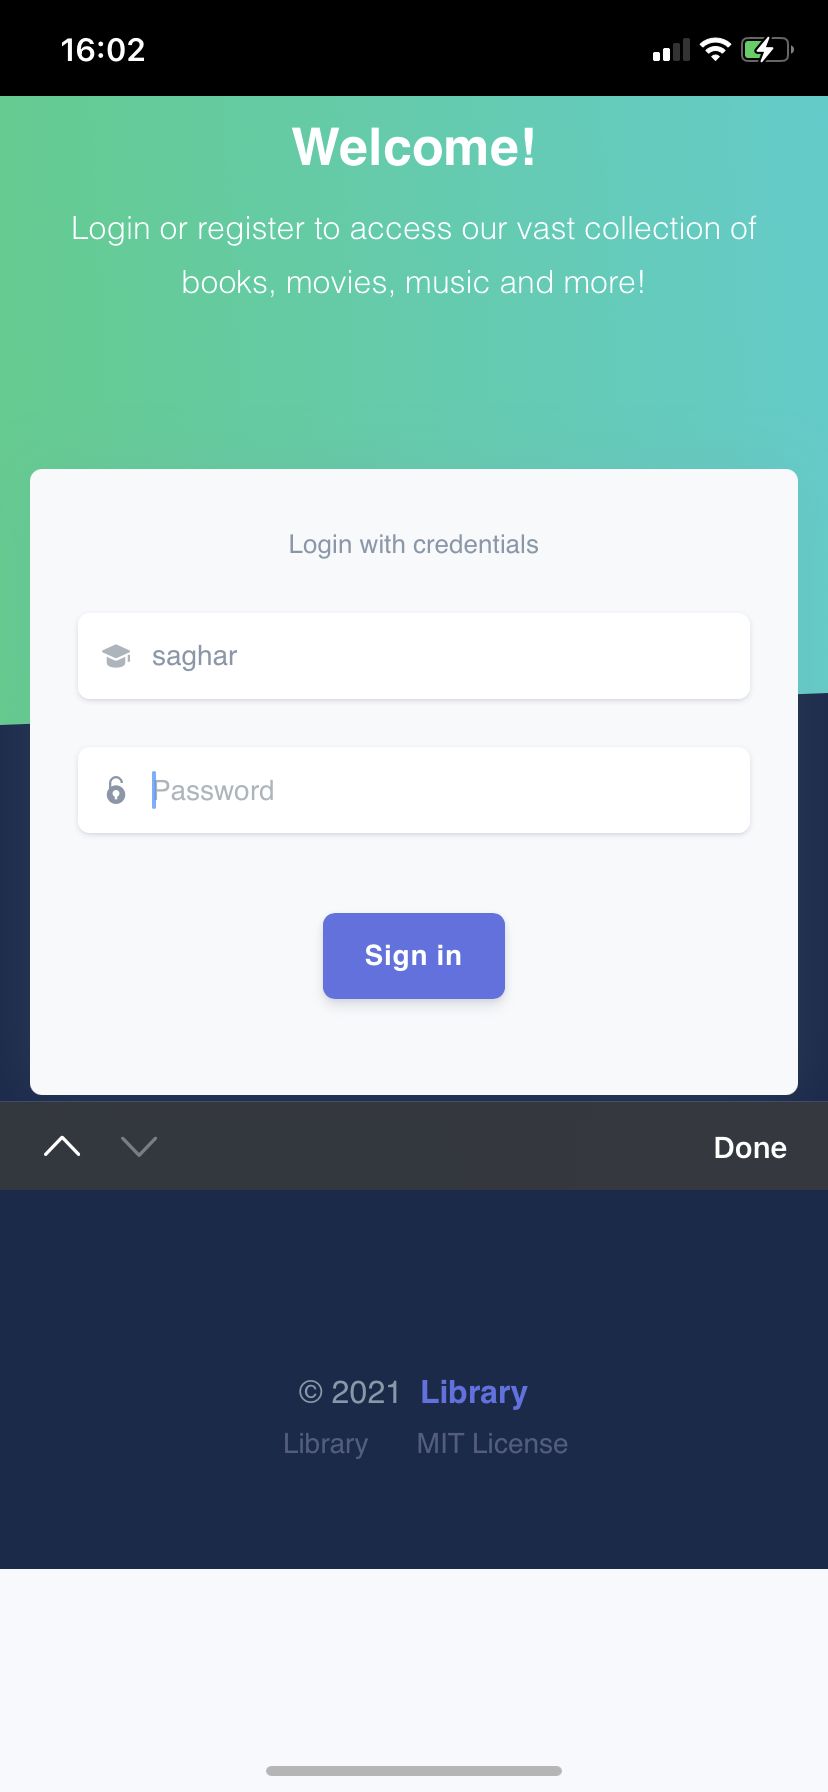 16:02
Welcome!
Login or register to access our vast collection of
books, movies, music and more!
Login with credentials
saghar
Password
Sign in
Done
© 2021 Library
Library MIT License